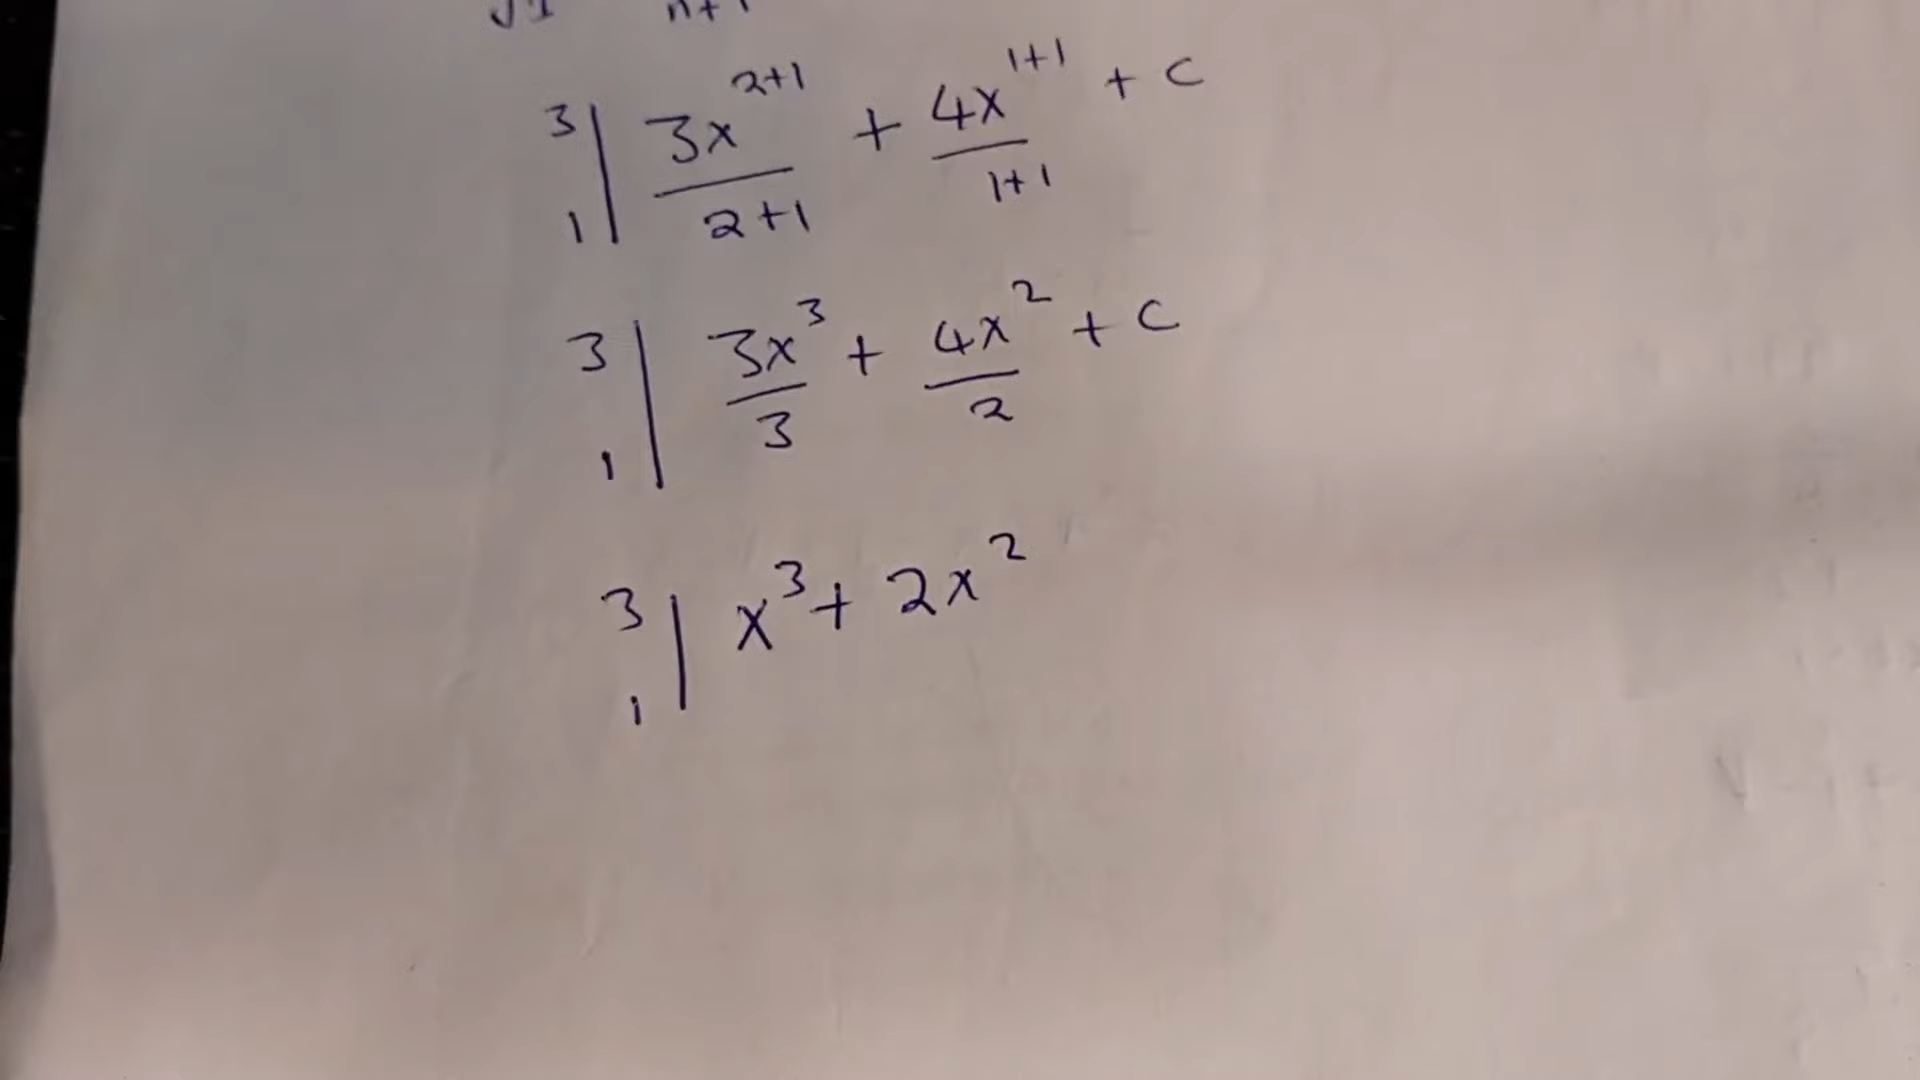 n+1
3 | 3x^{2+1}/2+1 + 4x^{1+1}/1+1 + c
1
3 | 3x^3/3 + 4x^2/2 + c
1
3 | x^3 + 2x^2
1